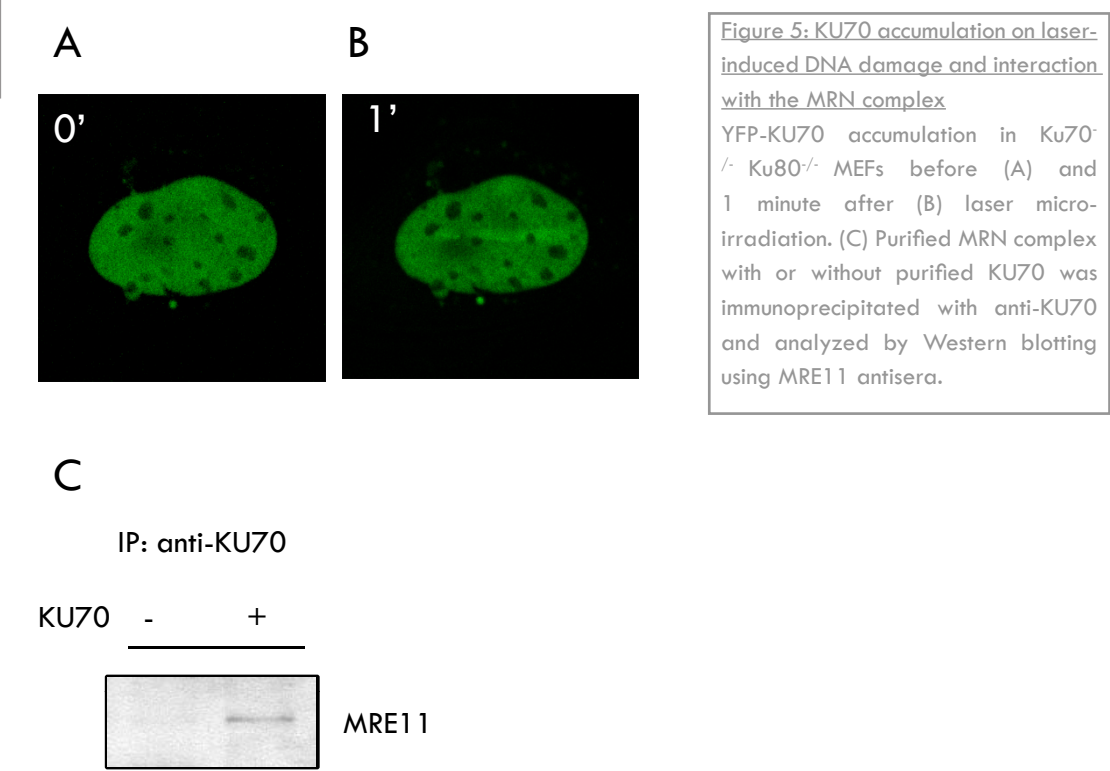 A
B
0’
1’
Figure 5: KU70 accumulation on laser-
induced DNA damage and interaction
with the MRN complex
YFP-KU70 accumulation in Ku70-
/- Ku80-/- MEFs before (A) and
1 minute after (B) laser micro-
irradiation. (C) Purified MRN complex
with or without purified KU70 was
immunoprecipitated with anti-KU70
and analyzed by Western blotting
using MRE11 antisera.
C
IP: anti-KU70
KU70 - +
MRE11